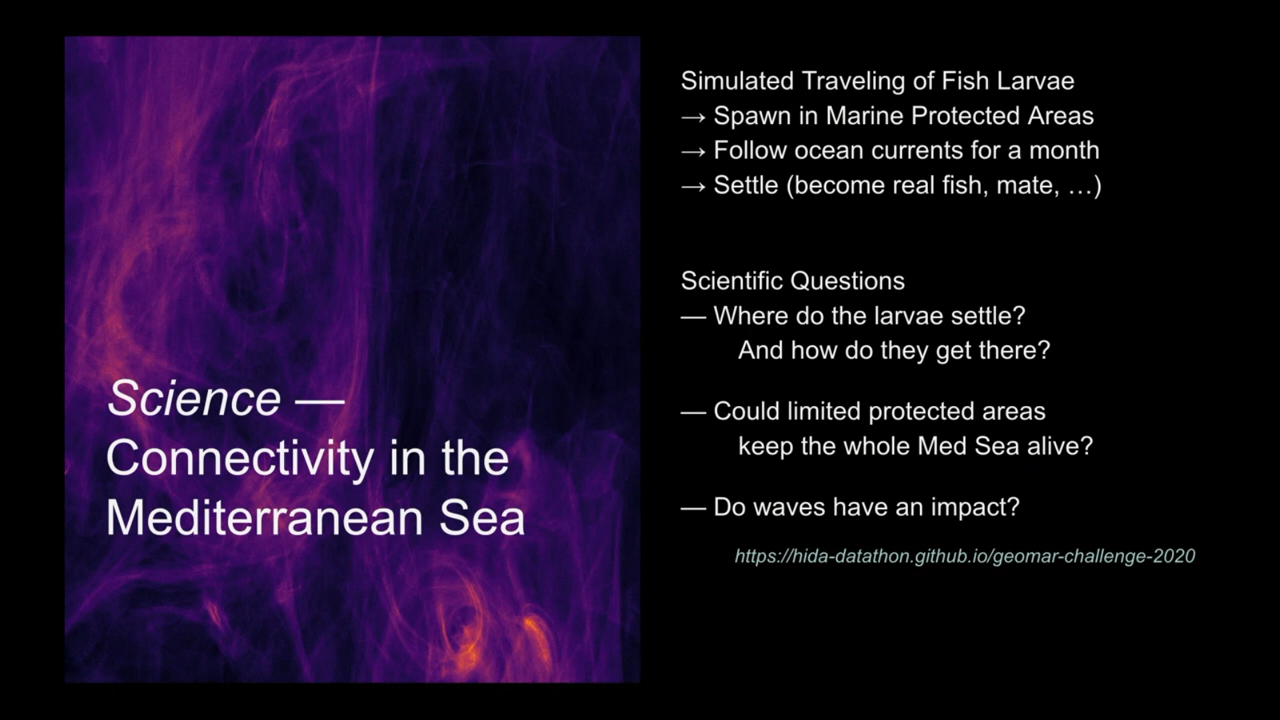 Science —
Connectivity in the
Mediterranean Sea
Simulated Traveling of Fish Larvae
→ Spawn in Marine Protected Areas
→ Follow ocean currents for a month
→ Settle (become real fish, mate, …)
Scientific Questions
— Where do the larvae settle?
And how do they get there?
— Could limited protected areas
keep the whole Med Sea alive?
— Do waves have an impact?
https://hida-datathon.github.io/geomar-challenge-2020